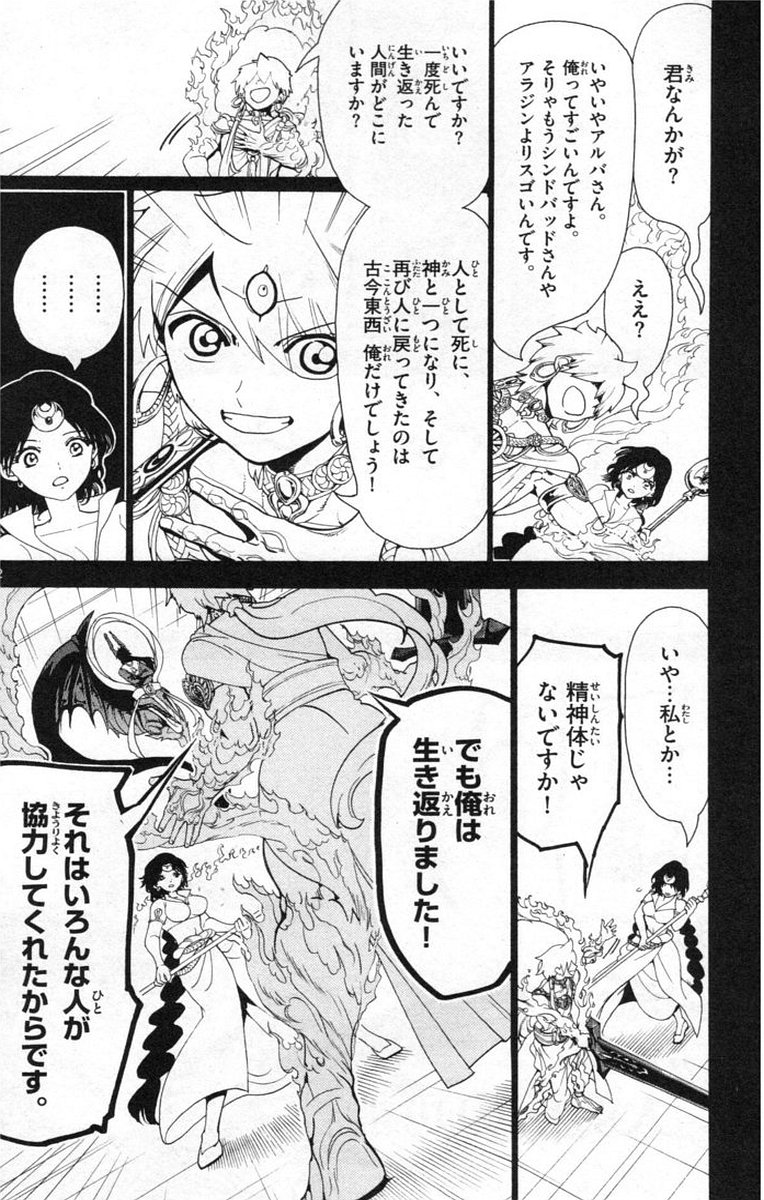 君なんかが？
いやいやアルバさん。
俺ってすごいんですよ。
そりゃもうシンドバッドさんや
アラジンよりスゴいんです。
ええ？
いいですか？
一度死んで
生き返った
人間がどこに
いますか？
人として死に、
神と一つになり、そして
再び人に戻ってきたのは
古今東西 俺だけでしょう！
……
……
いや…私とか…
精神体じゃ
ないですか！
でも俺は
生き返りました！
それはいろんな人が
協力してくれたからです。